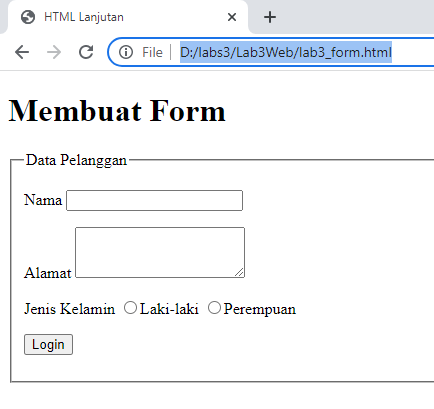 HTML Lanjutan
File D:/labs3/Lab3Web/lab3_form.html
Membuat Form
Data Pelanggan
Nama
Alamat
Jenis Kelamin Laki-laki Perempuan
Login